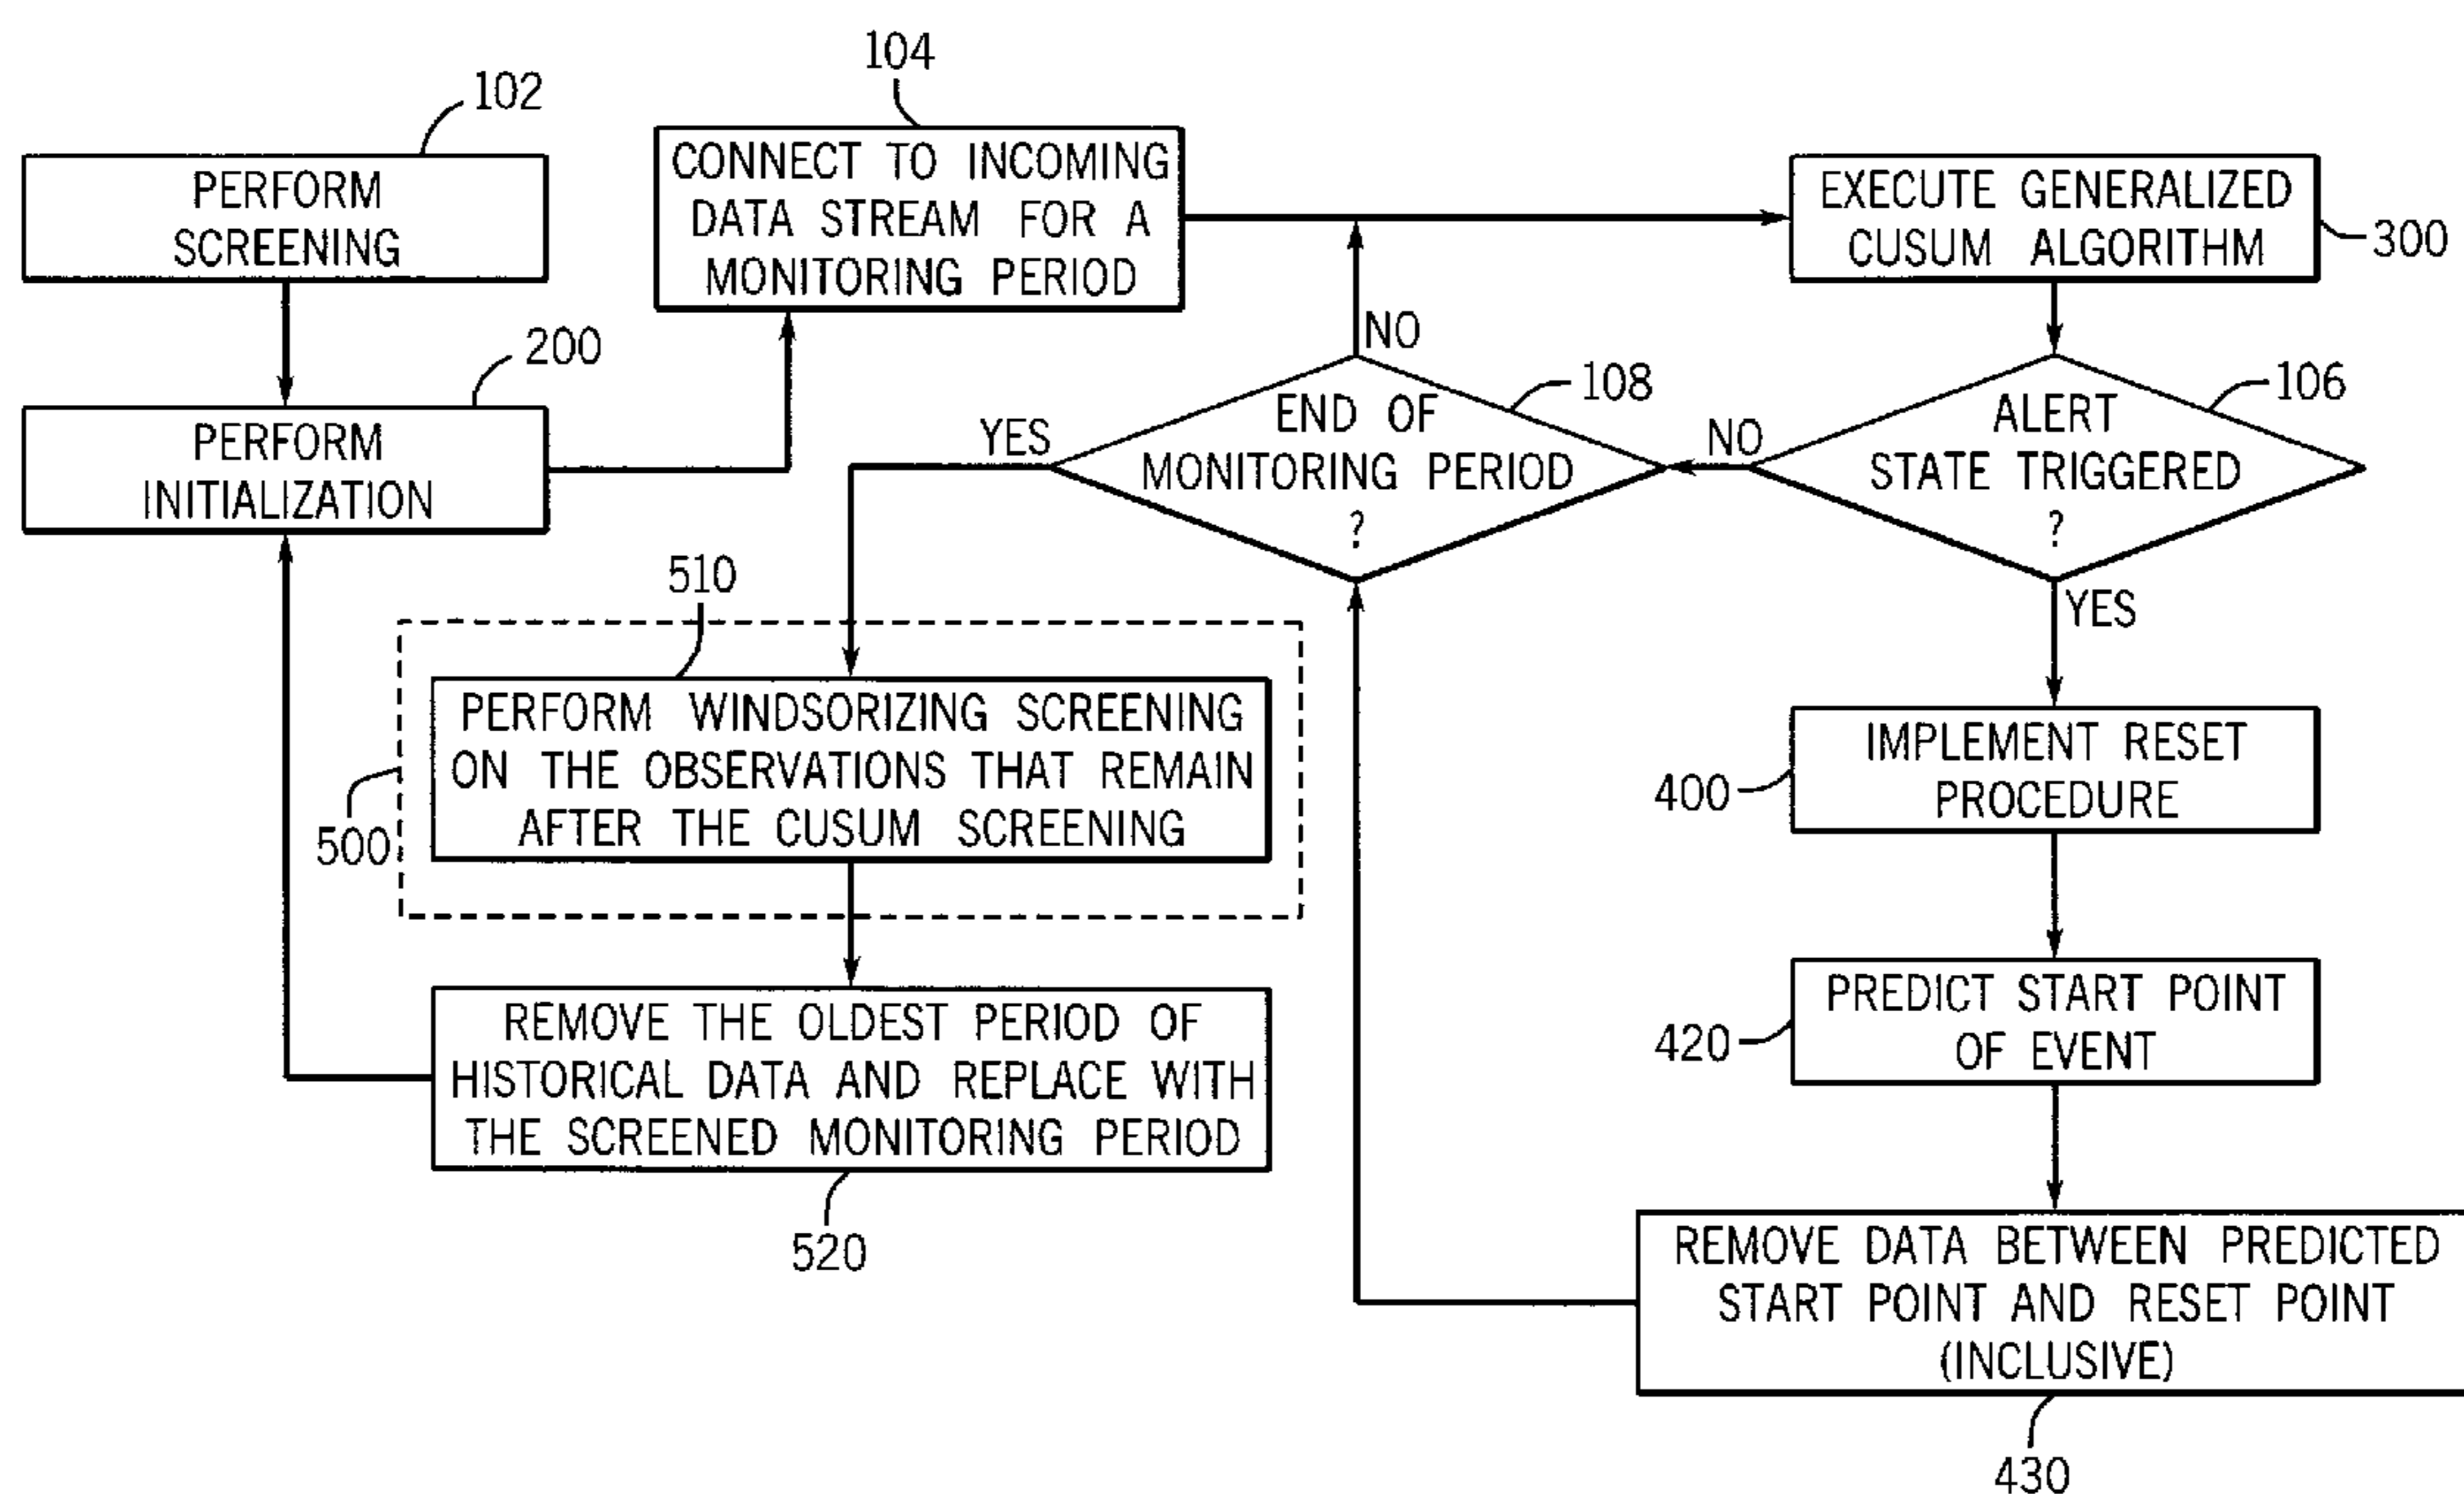 102
PERFORM
SCREENING
200
PERFORM
INITIALIZATION
104
CONNECT TO INCOMING
DATA STREAM FOR A
MONITORING PERIOD
EXECUTE GENERALIZED
CUSUM ALGORITHM
300
ALERT
STATE TRIGGERED
?
106
NO
YES
END OF
MONITORING PERIOD
?
108
NO
YES
IMPLEMENT RESET
PROCEDURE
400
PREDICT START POINT
OF EVENT
420
REMOVE DATA BETWEEN PREDICTED
START POINT AND RESET POINT
(INCLUSIVE)
430
510
PERFORM WINDSORIZING SCREENING
ON THE OBSERVATIONS THAT REMAIN
AFTER THE CUSUM SCREENING
500
REMOVE THE OLDEST PERIOD OF
HISTORICAL DATA AND REPLACE WITH
THE SCREENED MONITORING PERIOD
520